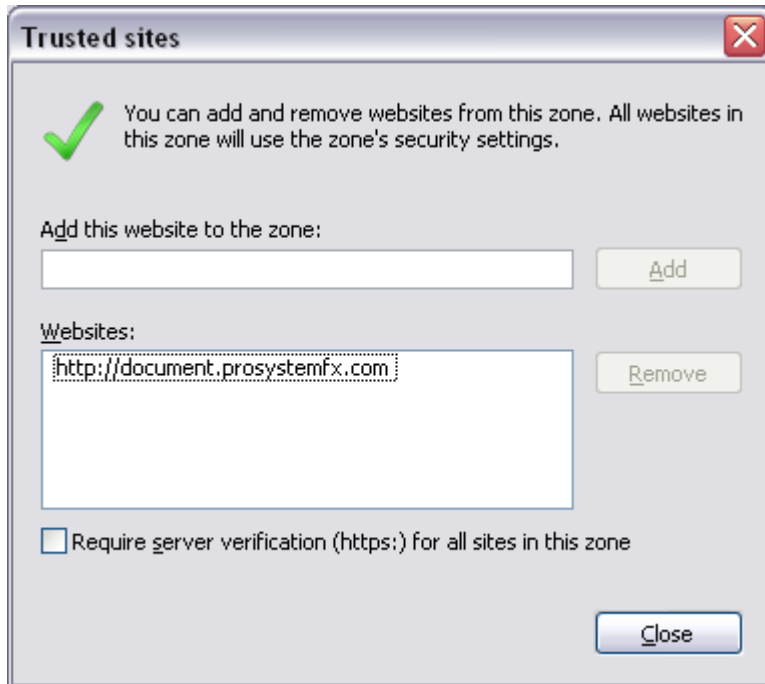 Trusted sites
You can add and remove websites from this zone. All websites in
this zone will use the zone's security settings.
Add this website to the zone:
Add
Websites:
http://document.prosystemfx.com
Remove
Require server verification (https:) for all sites in this zone
Close